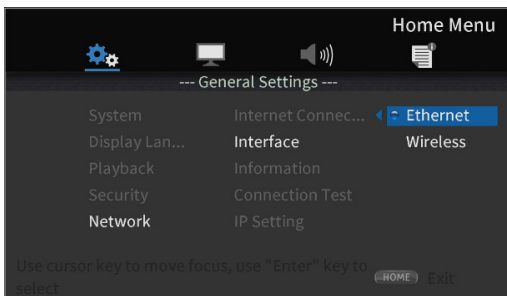 Home Menu
--- General Settings ---
System Internet Connec... Ethernet
Display Lan... Interface Wireless
Playback Information
Security Connection Test
Network IP Setting
Use cursor key to move focus, use "Enter" key to
select
HOME Exit